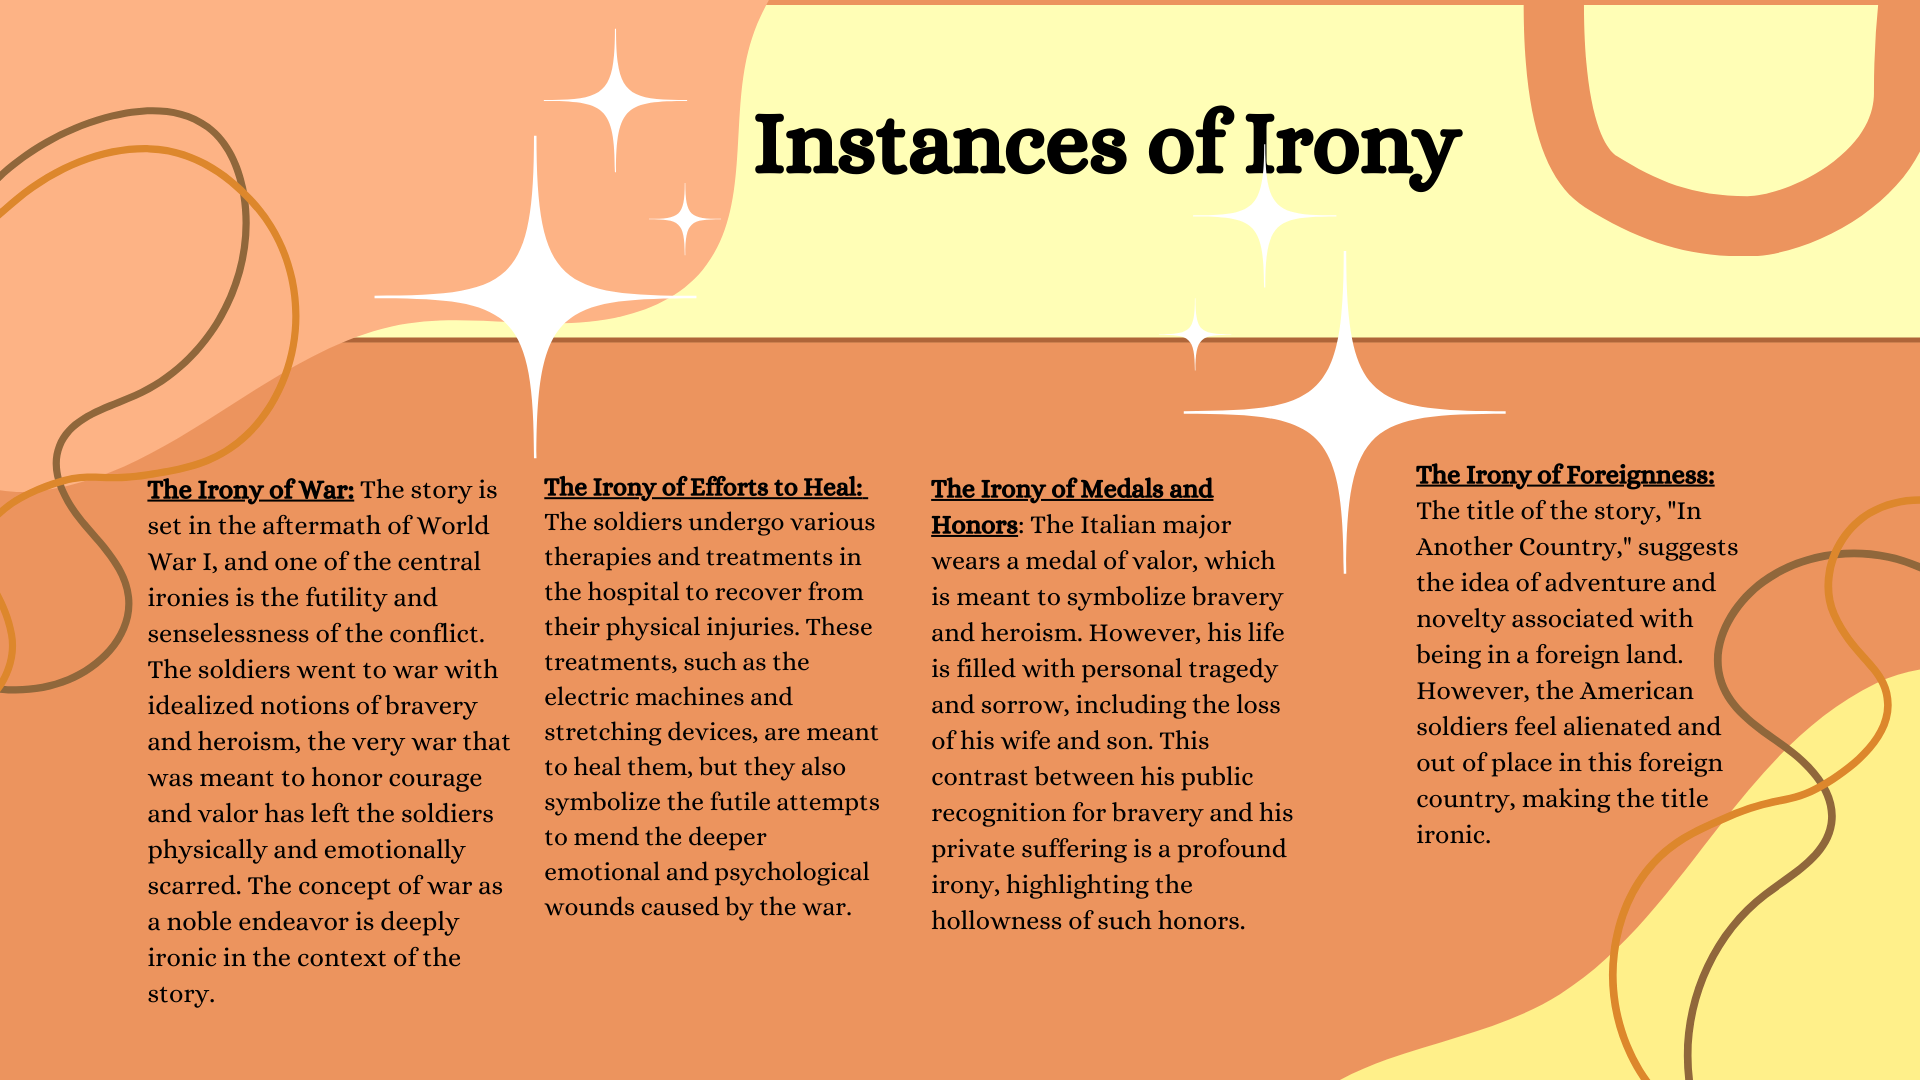 Instances of Irony
The Irony of War: The story is
set in the aftermath of World
War I, and one of the central
ironies is the futility and
senselessness of the conflict.
The soldiers went to war with
idealized notions of bravery
and heroism, the very war that
was meant to honor courage
and valor has left the soldiers
physically and emotionally
scarred. The concept of war as
a noble endeavor is deeply
ironic in the context of the
story.
The Irony of Efforts to Heal:
The soldiers undergo various
therapies and treatments in
the hospital to recover from
their physical injuries. These
treatments, such as the
electric machines and
stretching devices, are meant
to heal them, but they also
symbolize the futile attempts
to mend the deeper
emotional and psychological
wounds caused by the war.
The Irony of Medals and
Honors: The Italian major
wears a medal of valor, which
is meant to symbolize bravery
and heroism. However, his life
is filled with personal tragedy
and sorrow, including the loss
of his wife and son. This
contrast between his public
recognition for bravery and his
private suffering is a profound
irony, highlighting the
hollowness of such honors.
The Irony of Foreignness:
The title of the story, "In
Another Country," suggests
the idea of adventure and
novelty associated with
being in a foreign land.
However, the American
soldiers feel alienated and
out of place in this foreign
country, making the title
ironic.